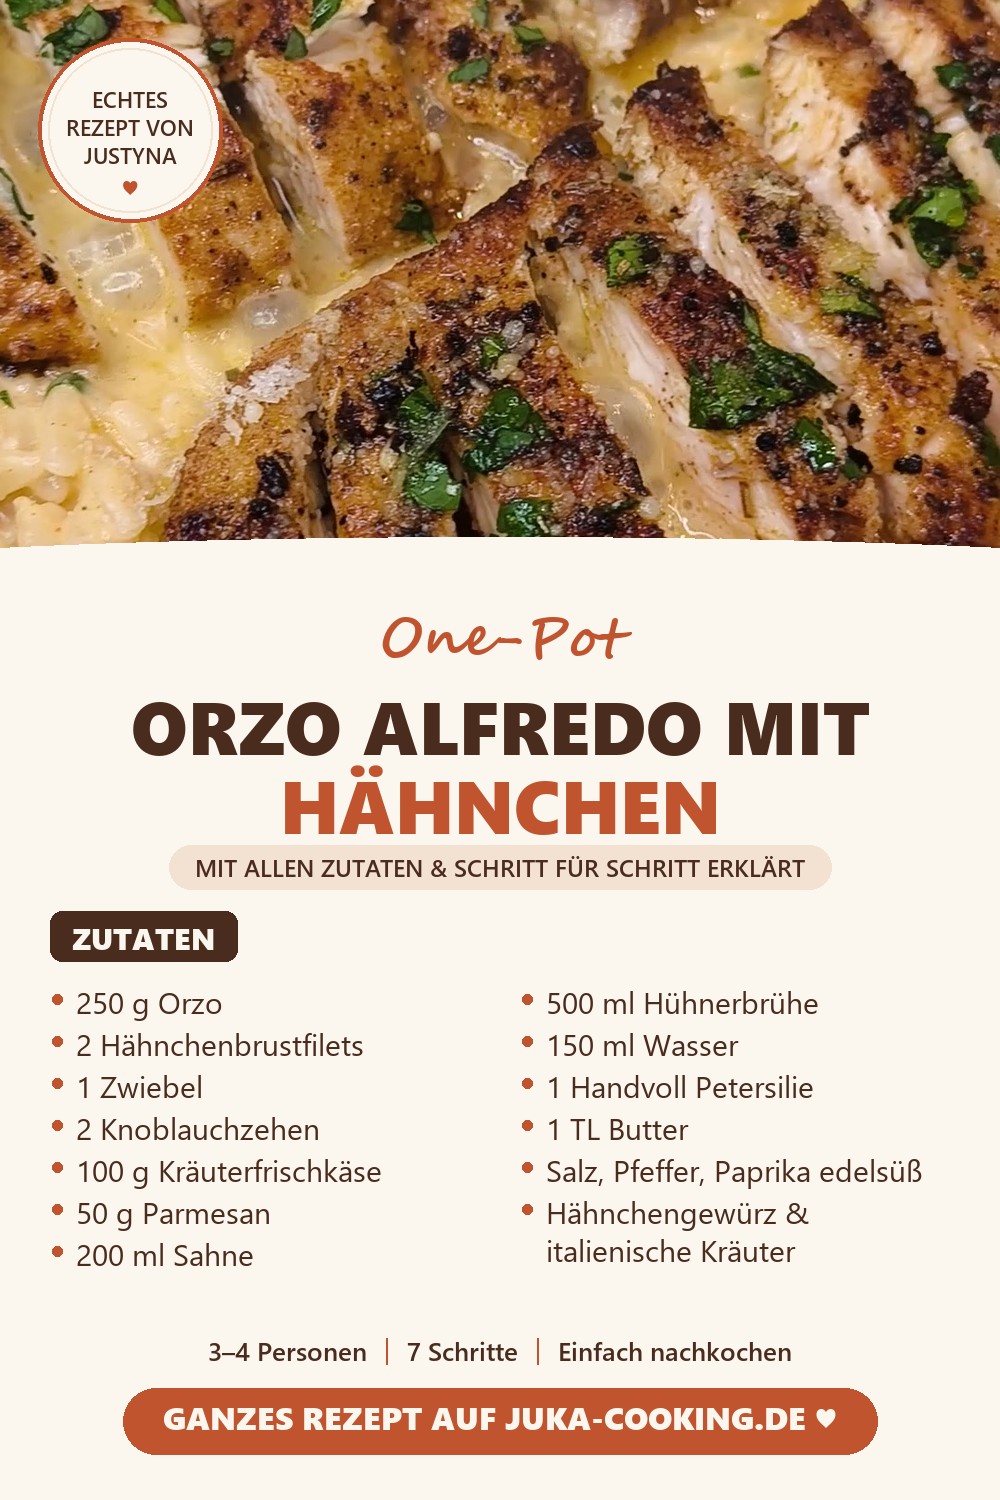 ECHTES
REZEPT VON
JUSTYNA
One-Pot
ORZO ALFREDO MIT
HÄHNCHEN
MIT ALLEN ZUTATEN & SCHRITT FÜR SCHRITT ERKLÄRT
ZUTATEN
250 g Orzo
2 Hähnchenbrustfilets
1 Zwiebel
2 Knoblauchzehen
100 g Kräuterfrischkäse
50 g Parmesan
200 ml Sahne
500 ml Hühnerbrühe
150 ml Wasser
1 Handvoll Petersilie
1 TL Butter
Salz, Pfeffer, Paprika edelsüß
Hähnchengewürz &
italienische Kräuter
3–4 Personen | 7 Schritte | Einfach nachkochen
GANZES REZEPT AUF JUKA-COOKING.DE ♥